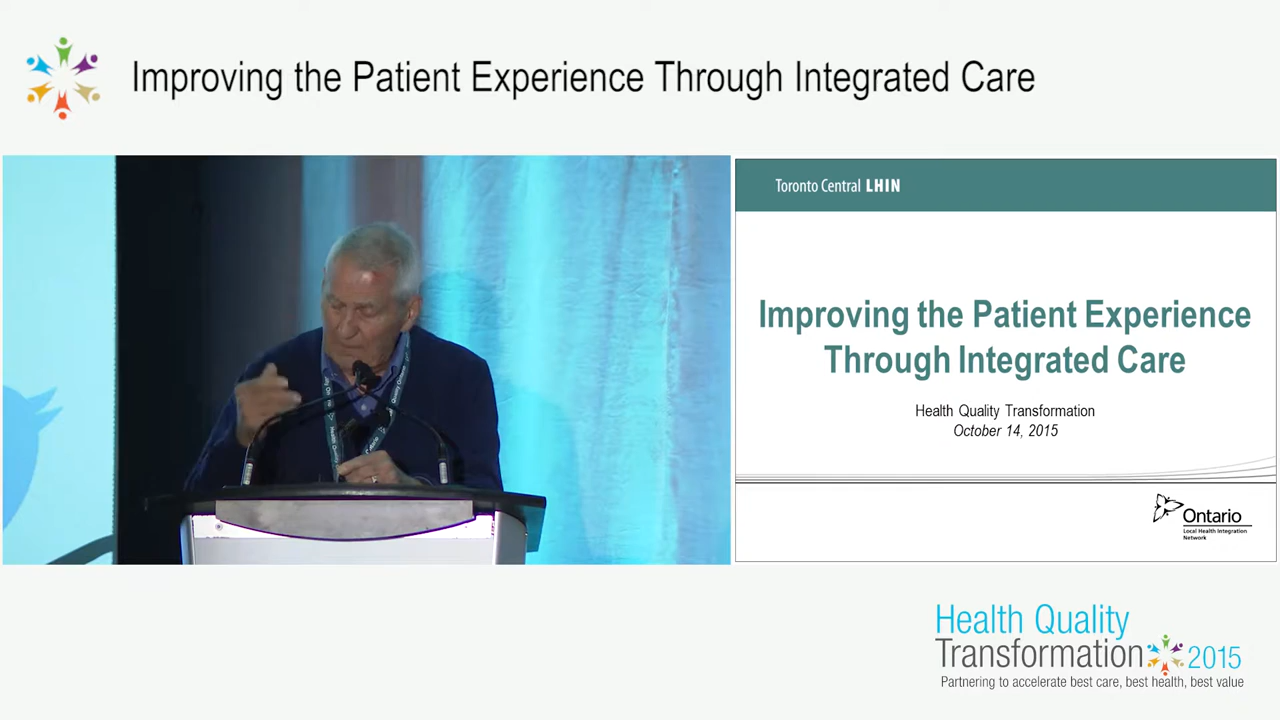 Improving the Patient Experience Through Integrated Care
Toronto Central LHIN
Improving the Patient Experience
Through Integrated Care
Health Quality Transformation
October 14, 2015
Ontario
Local Health Integration
Network
Health Quality
Transformation 2015
Partnering to accelerate best care, best health, best value